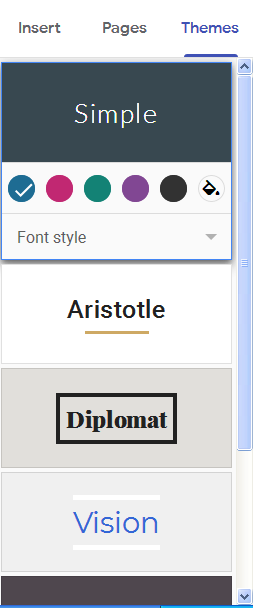 Insert Pages Themes
Simple
Font style
Aristotle
Diplomat
Vision